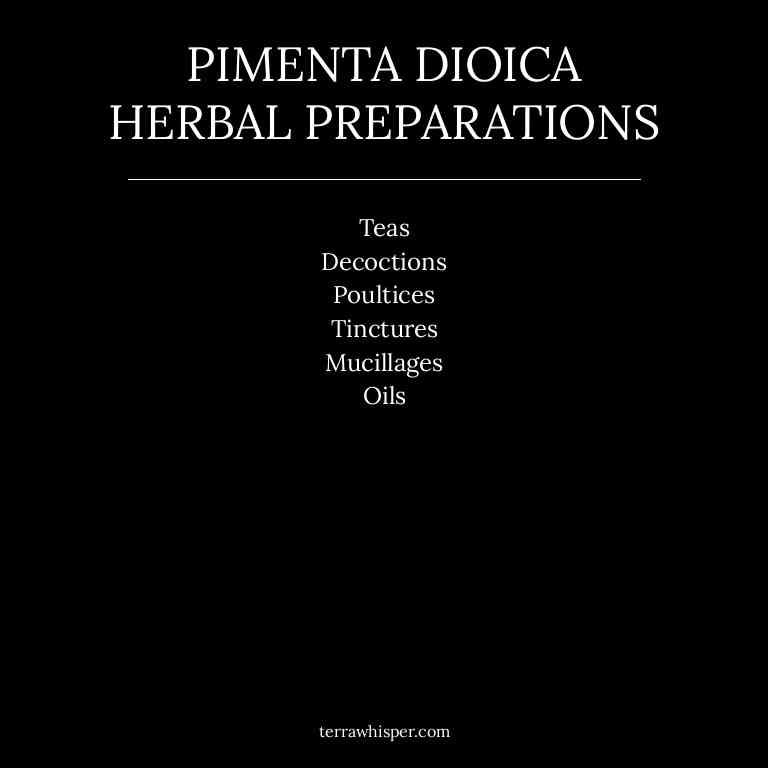 PIMENTA DIOICA
HERBAL PREPARATIONS
Teas
Decoctions
Poultices
Tinctures
Mucillages
Oils
terrawhisper.com